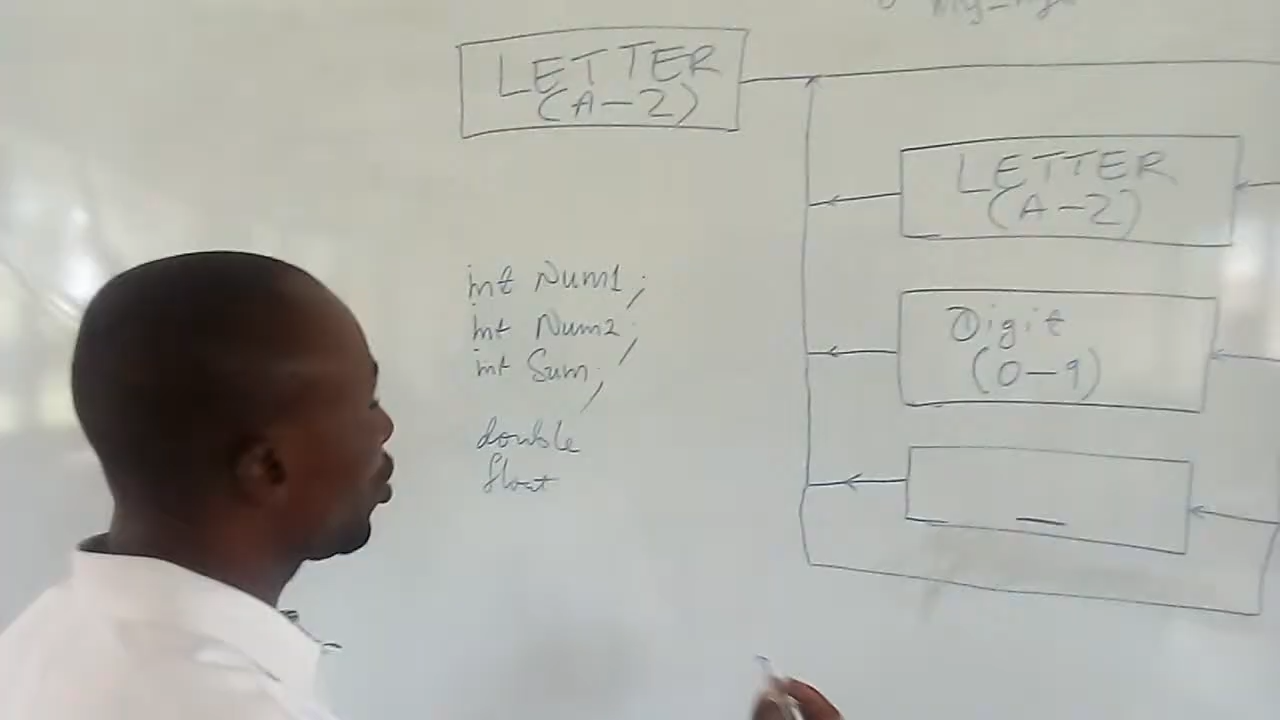 LETTER
(A-Z)
LETTER
(A-Z)
int Num1;
int Num2;
int Sum;
double
float
Digit
(0-9)
_